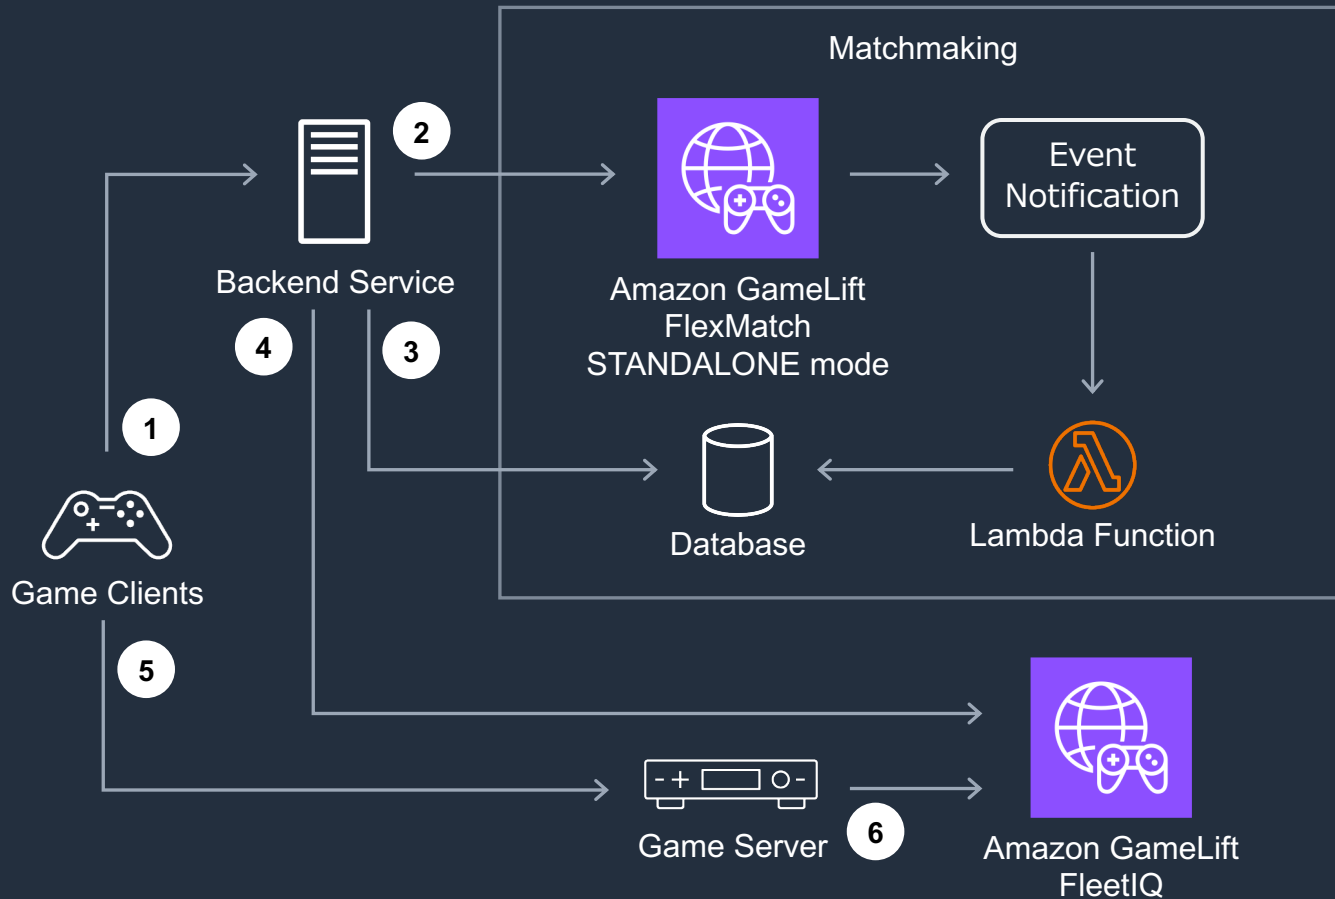 Matchmaking
2
Event
Notification
Backend Service
Amazon GameLift
FlexMatch
STANDALONE mode
4
3
1
Database
Lambda Function
Game Clients
5
Game Server
6
Amazon GameLift
FleetIQ